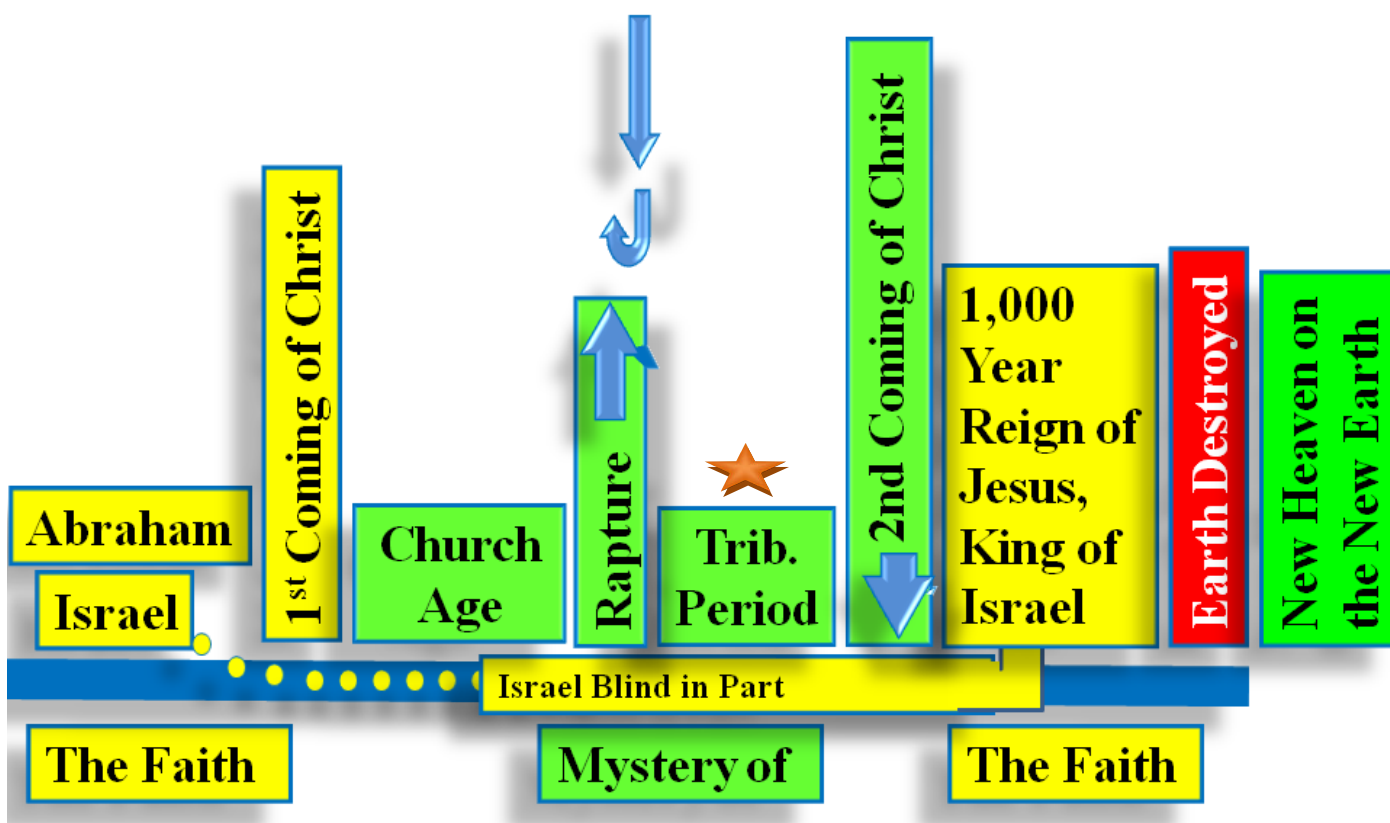 Abraham
Israel
1st Coming of Christ
Church
Age
Rapture
Trib.
Period
2nd Coming of Christ
1,000
Year
Reign of
Jesus,
King of
Israel
Earth Destroyed
New Heaven on
the New Earth
Israel Blind in Part
The Faith
Mystery of
The Faith